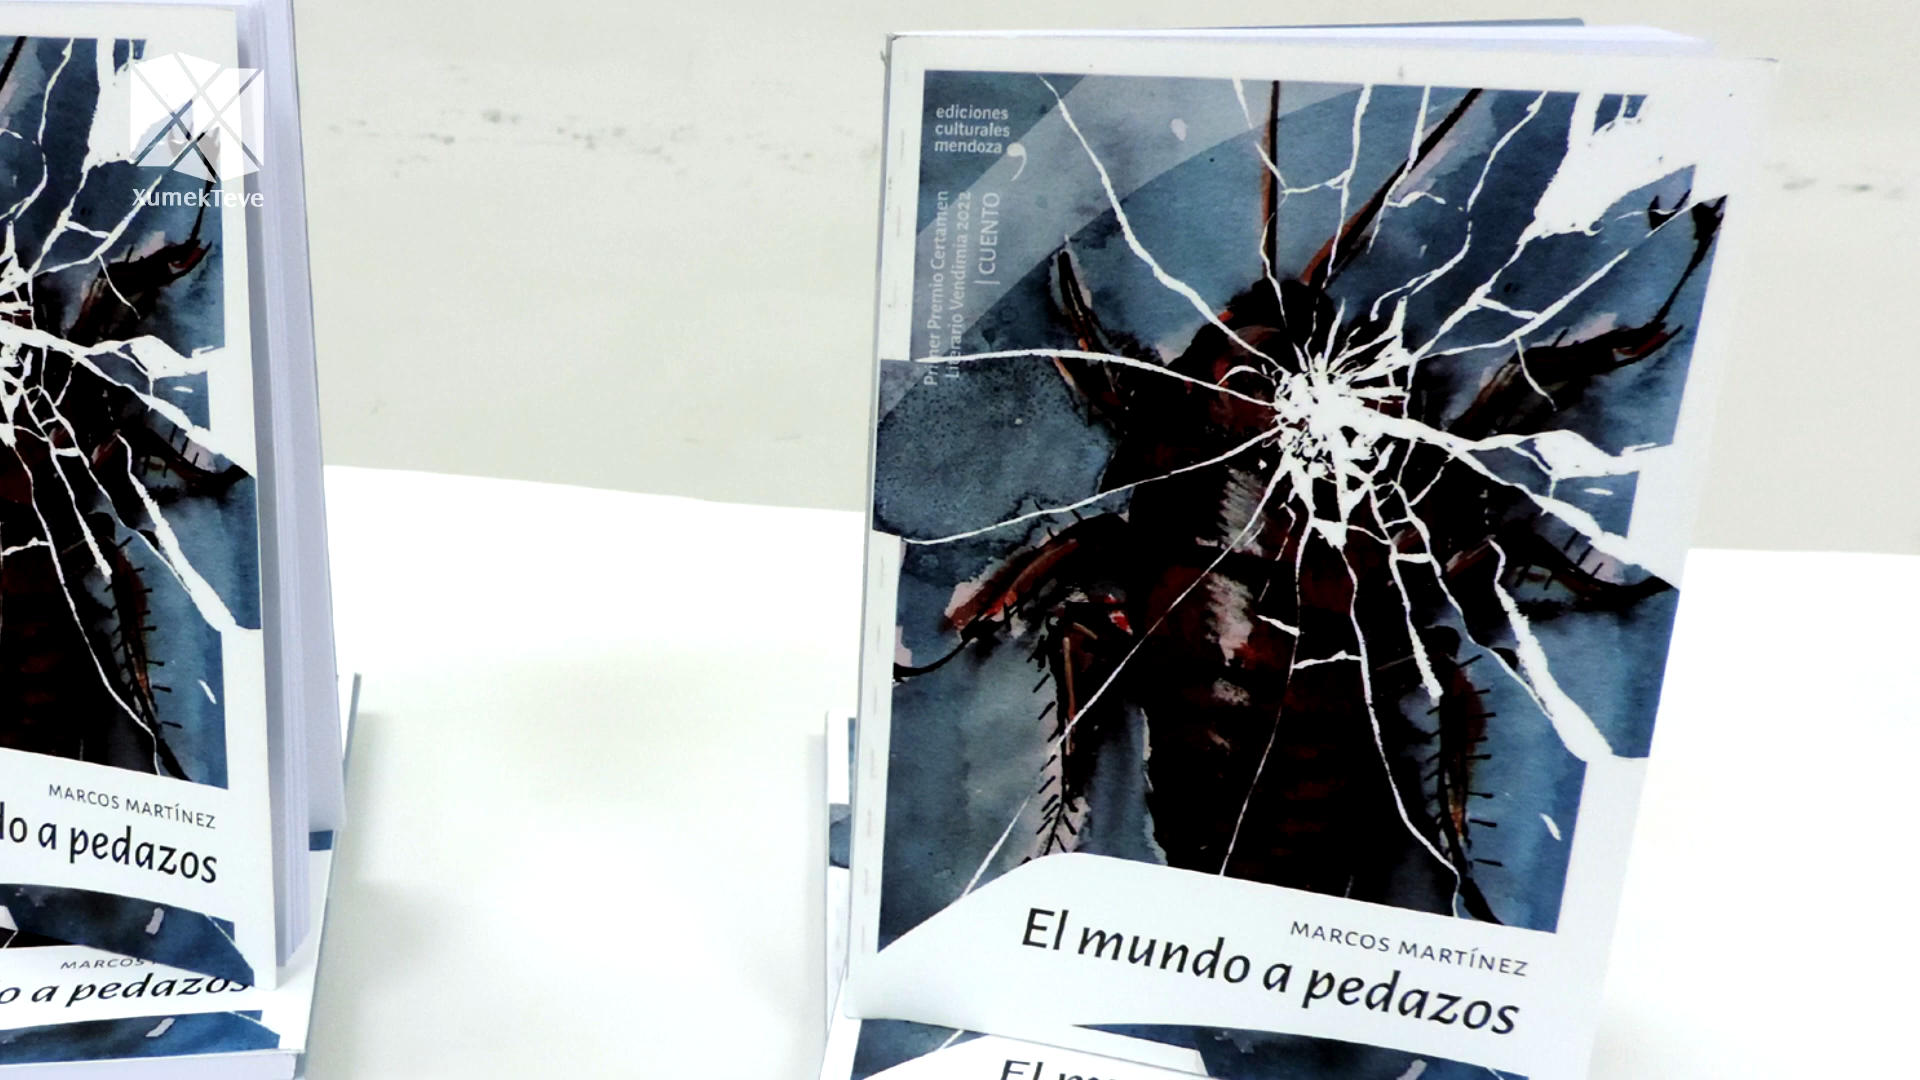 XumekTeve
MARCOS MARTÍNEZ
do a pedazos
MARCOS
o a pedazos
ediciones
culturales
mendoza
Primer Premio Certamen
Literario Vendimia 2022
| CUENTO
MARCOS MARTÍNEZ
El mundo a pedazos
El